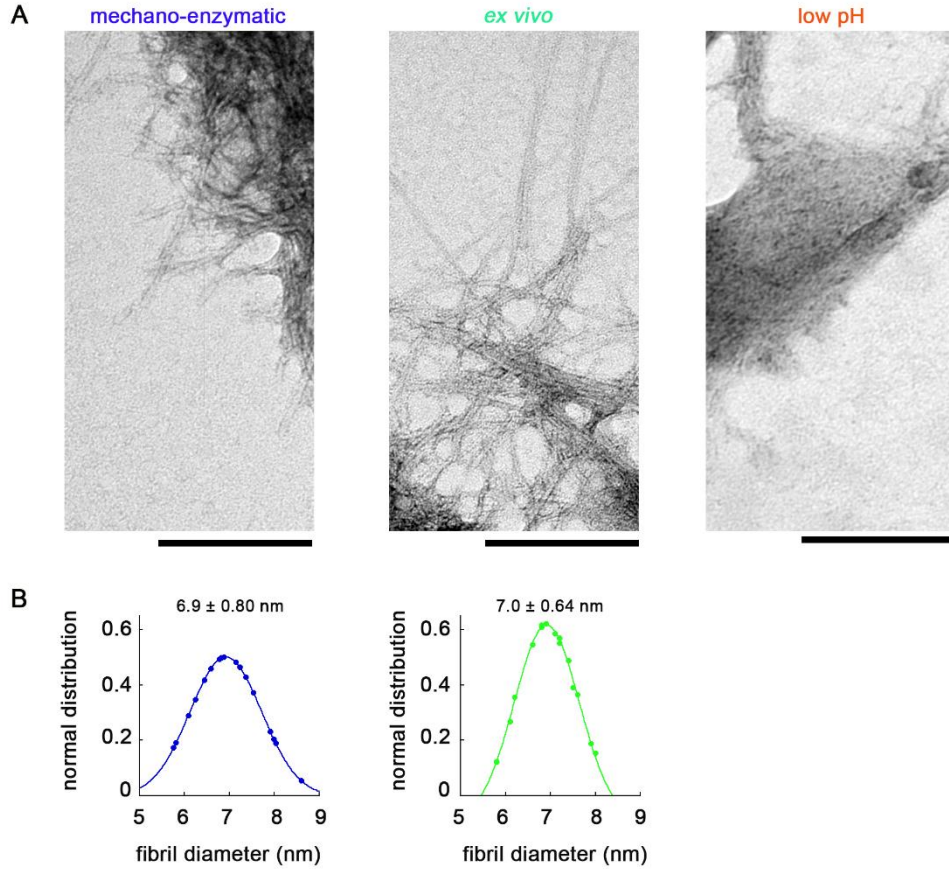 A
mechano-enzymatic
ex vivo
low pH
B
6.9 ± 0.80 nm
7.0 ± 0.64 nm
normal distribution
0.6
0.4
0.2
0
5 6 7 8 9
fibril diameter (nm)
normal distribution
0.6
0.4
0.2
0
5 6 7 8 9
fibril diameter (nm)